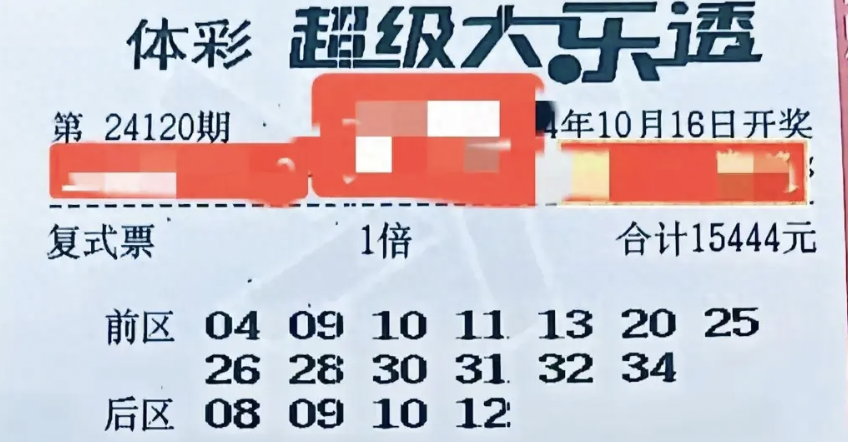 体彩 超级大乐透
第 24120期 4年10月16日开奖
复式票 1倍 合计15444元
前区 04 09 10 11 13 20 25
26 28 30 31 32 34
后区 08 09 10 12